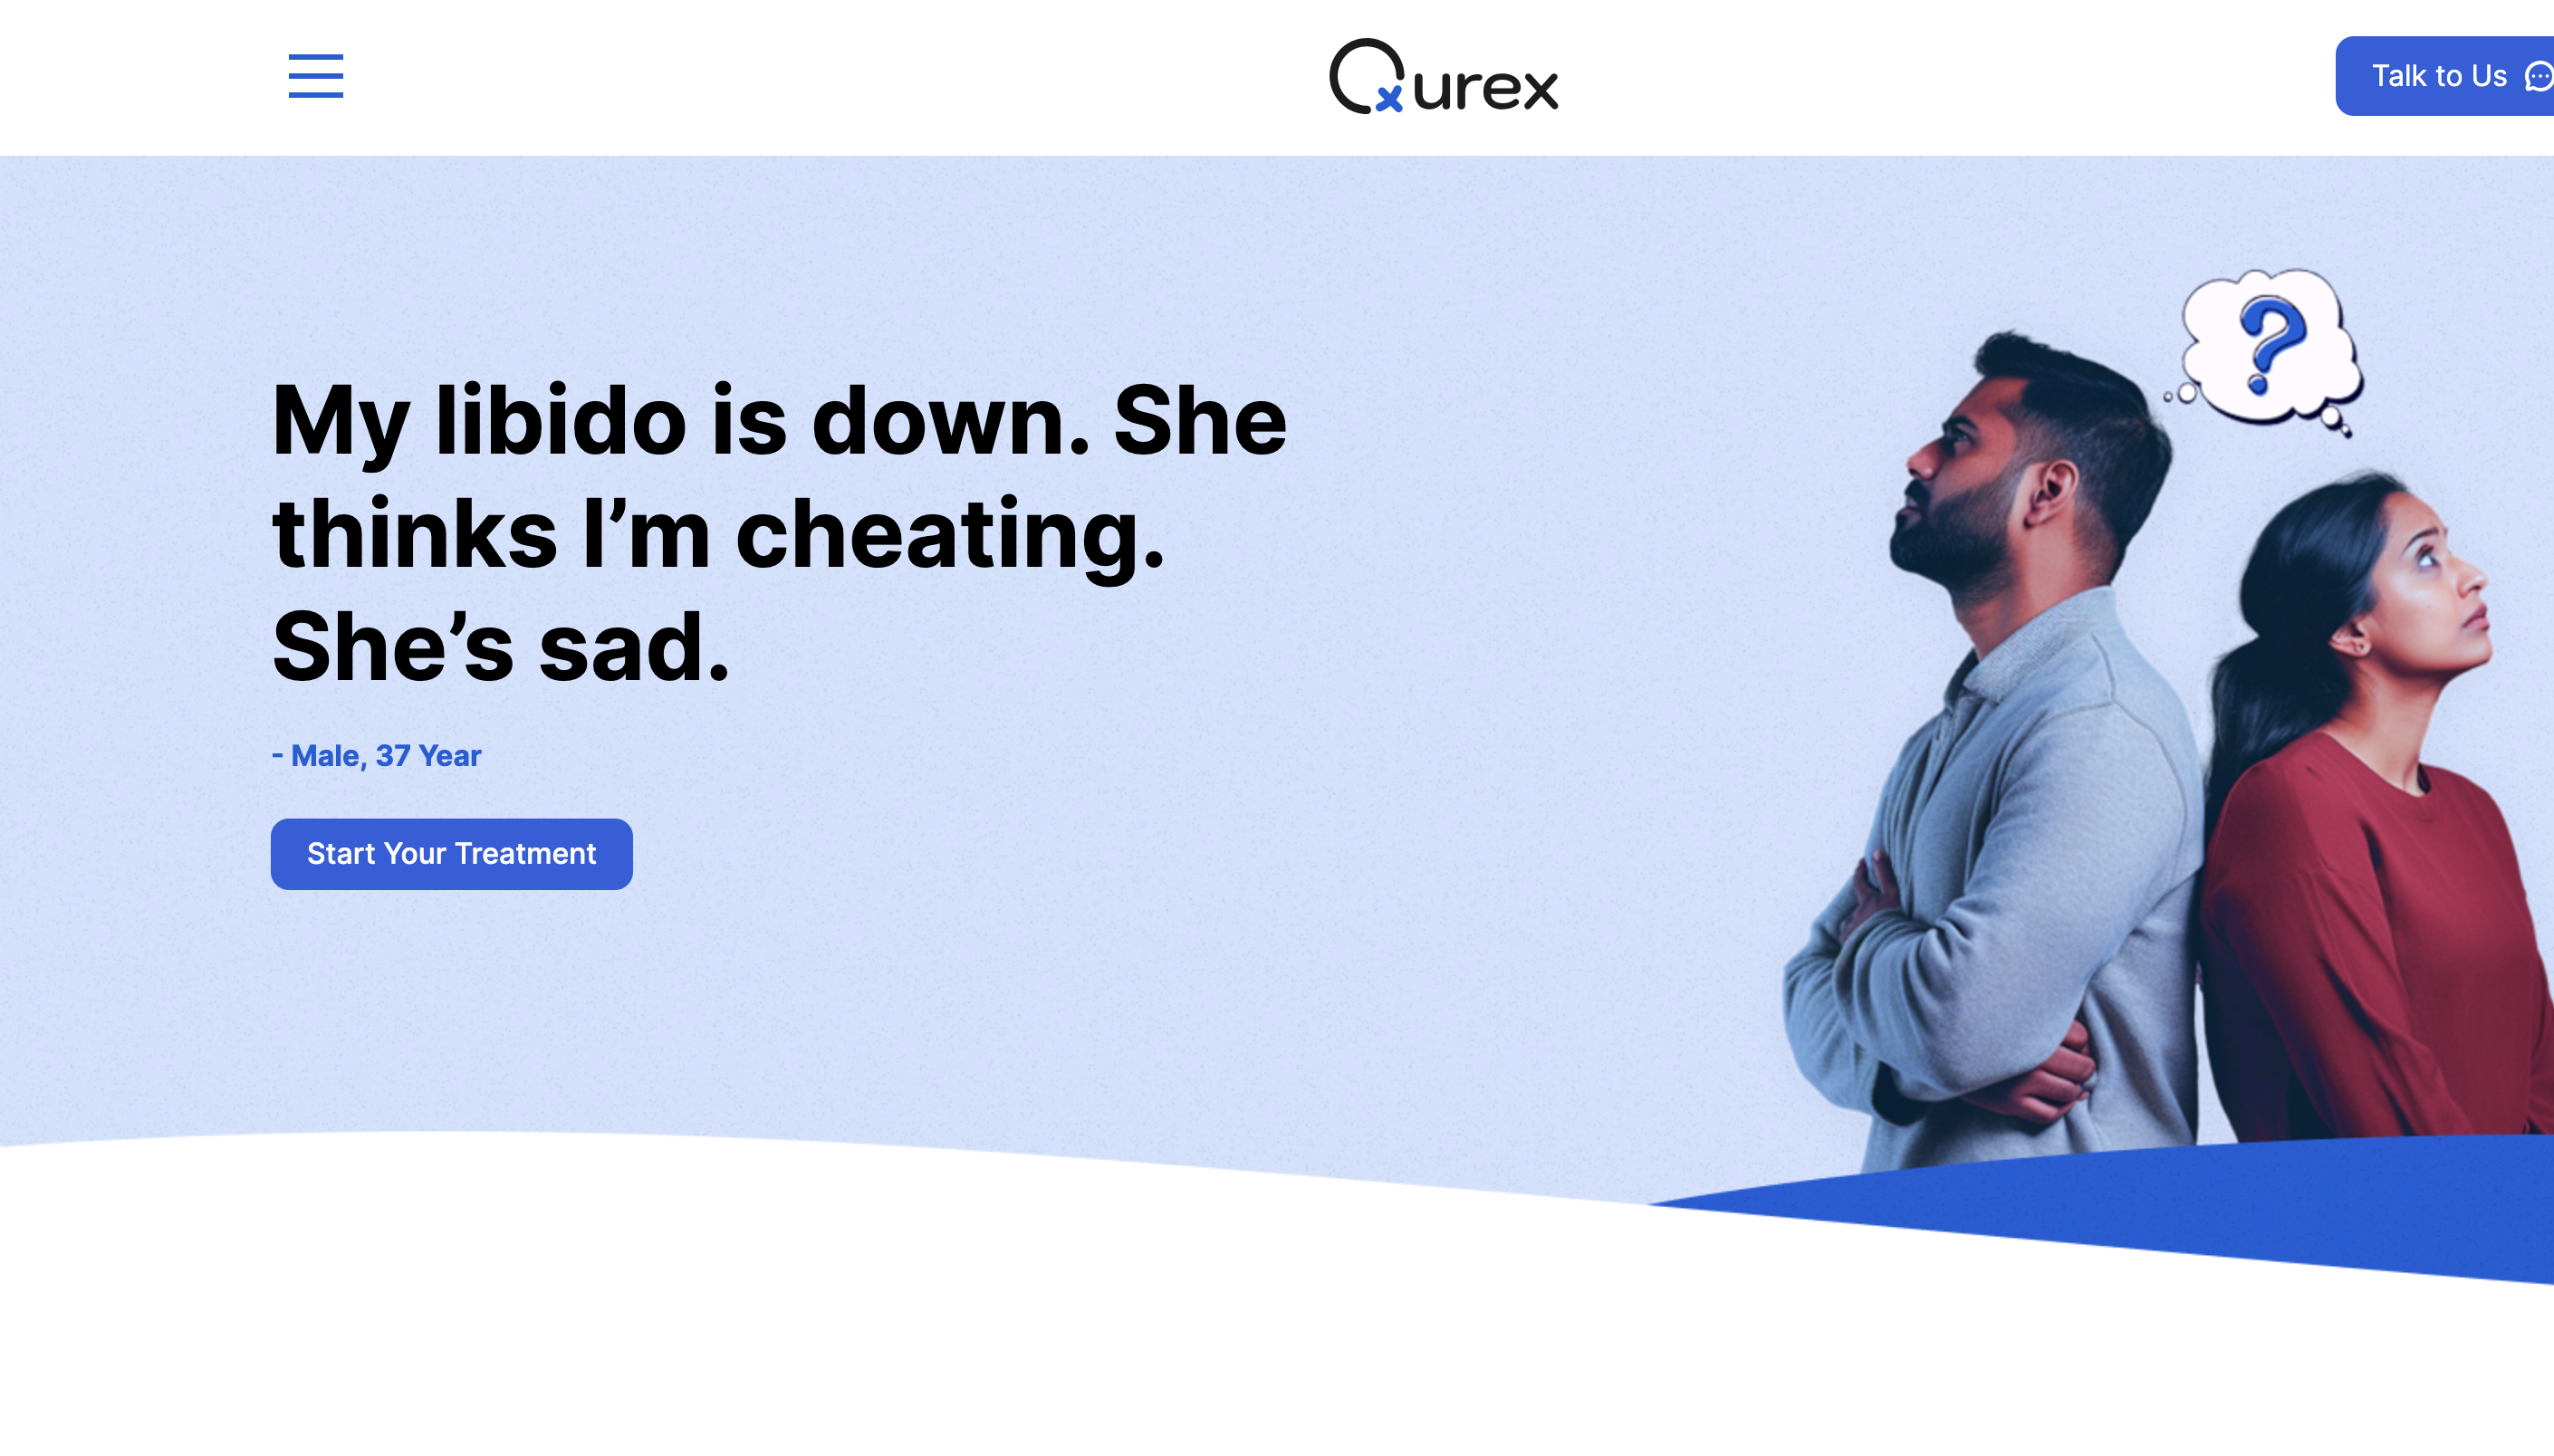 Qurex
Talk to Us
?
My libido is down. She
thinks I’m cheating.
She’s sad.
- Male, 37 Year
Start Your Treatment